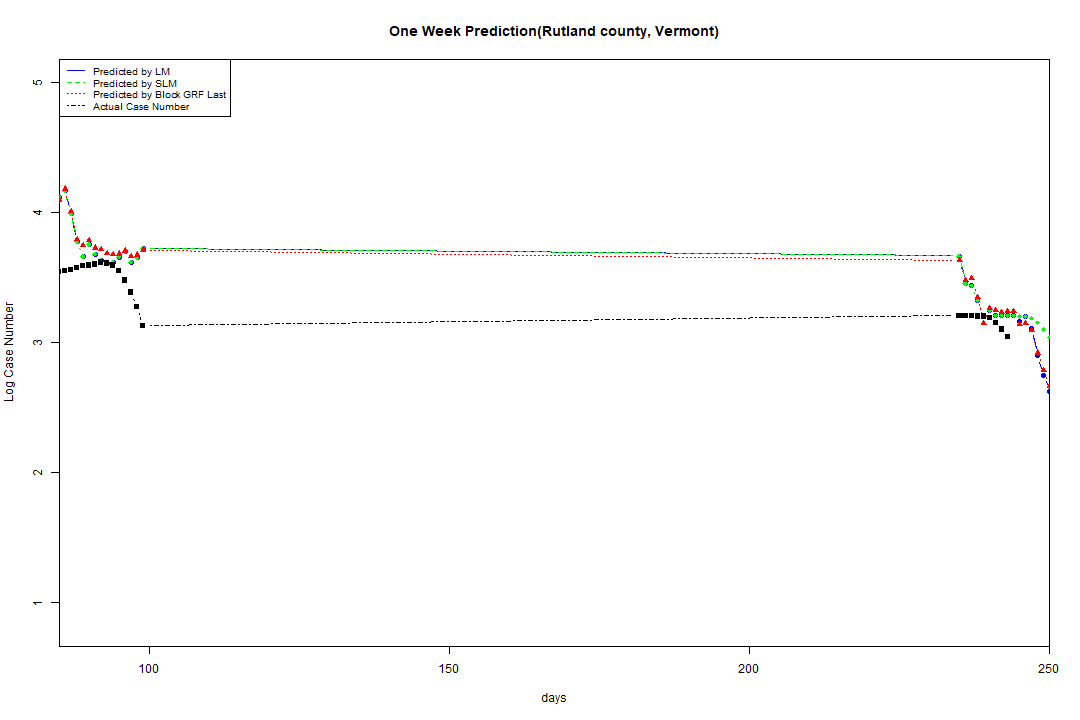 One Week Prediction(Rutland county, Vermont)
Predicted by LM
Predicted by SLM
Predicted by Block GRF Last
Actual Case Number
Log Case Number
5
4
3
2
1
100
150
200
250
days